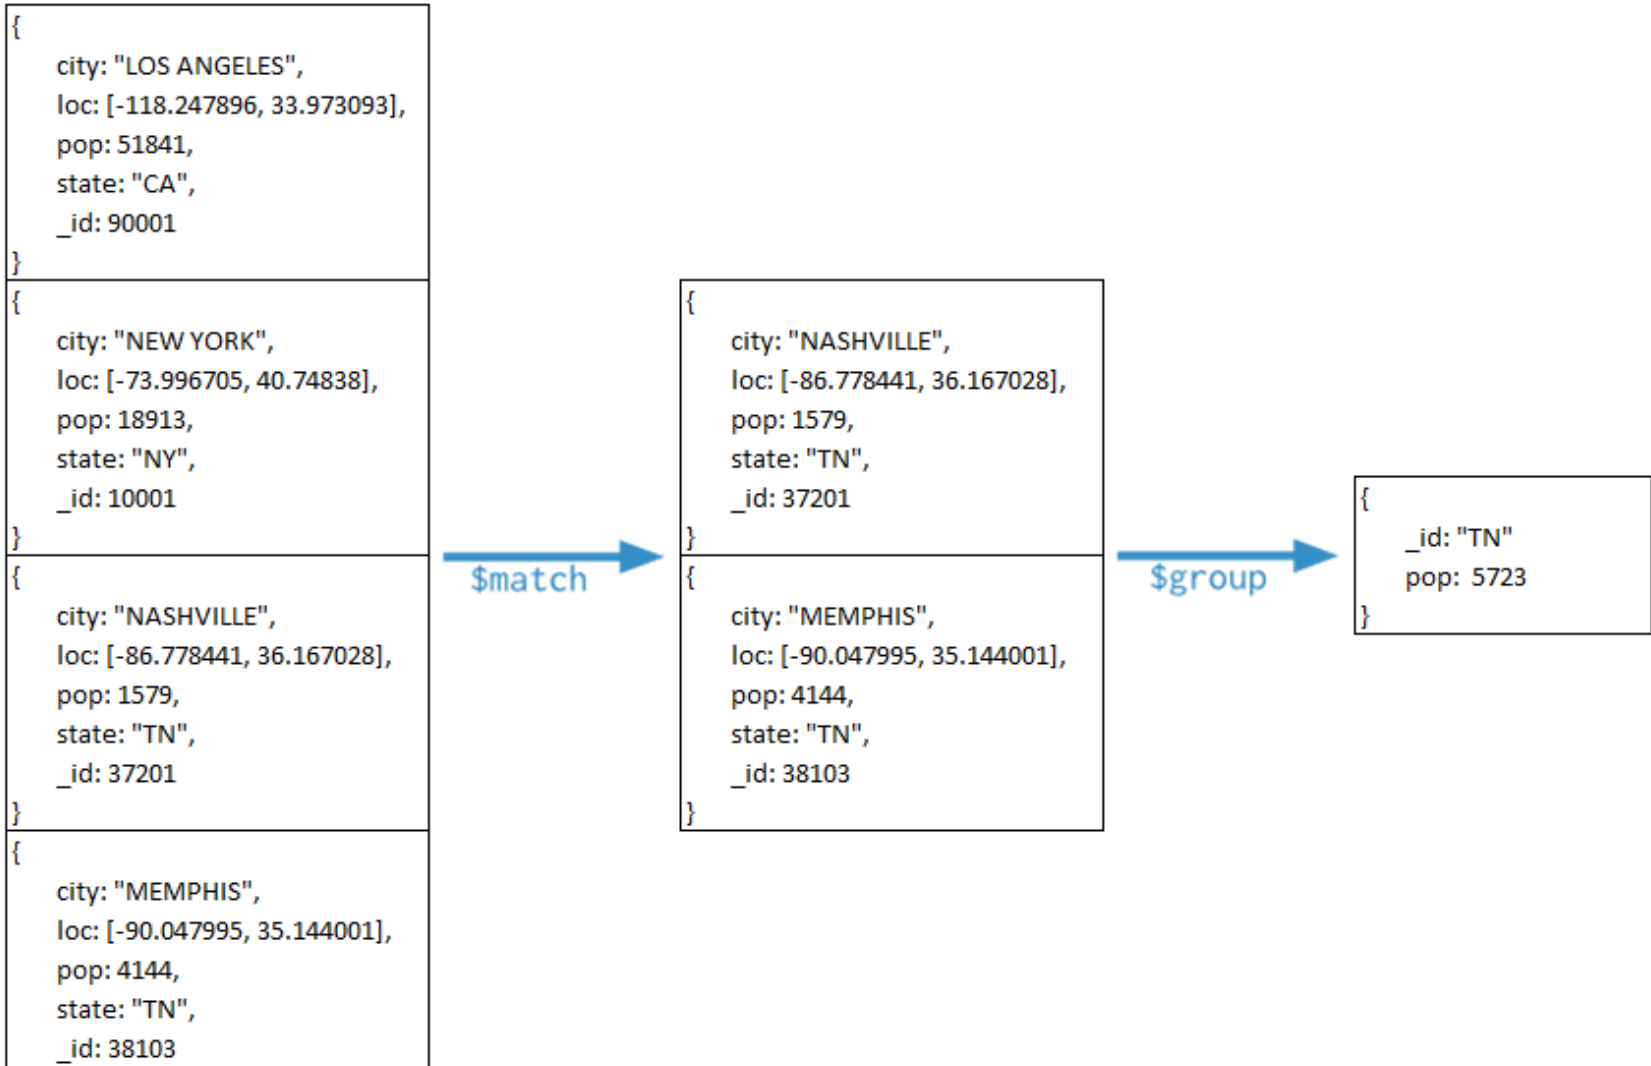 {
city: "LOS ANGELES",
loc: [-118.247896, 33.973093],
pop: 51841,
state: "CA",
_id: 90001
}
{
city: "NEW YORK",
loc: [-73.996705, 40.74838],
pop: 18913,
state: "NY",
_id: 10001
}
{
city: "NASHVILLE",
loc: [-86.778441, 36.167028],
pop: 1579,
state: "TN",
_id: 37201
}
{
city: "MEMPHIS",
loc: [-90.047995, 35.144001],
pop: 4144,
state: "TN",
_id: 38103
$match
{
city: "NASHVILLE",
loc: [-86.778441, 36.167028],
pop: 1579,
state: "TN",
_id: 37201
}
{
city: "MEMPHIS",
loc: [-90.047995, 35.144001],
pop: 4144,
state: "TN",
_id: 38103
}
$group
{
_id: "TN"
pop: 5723
}